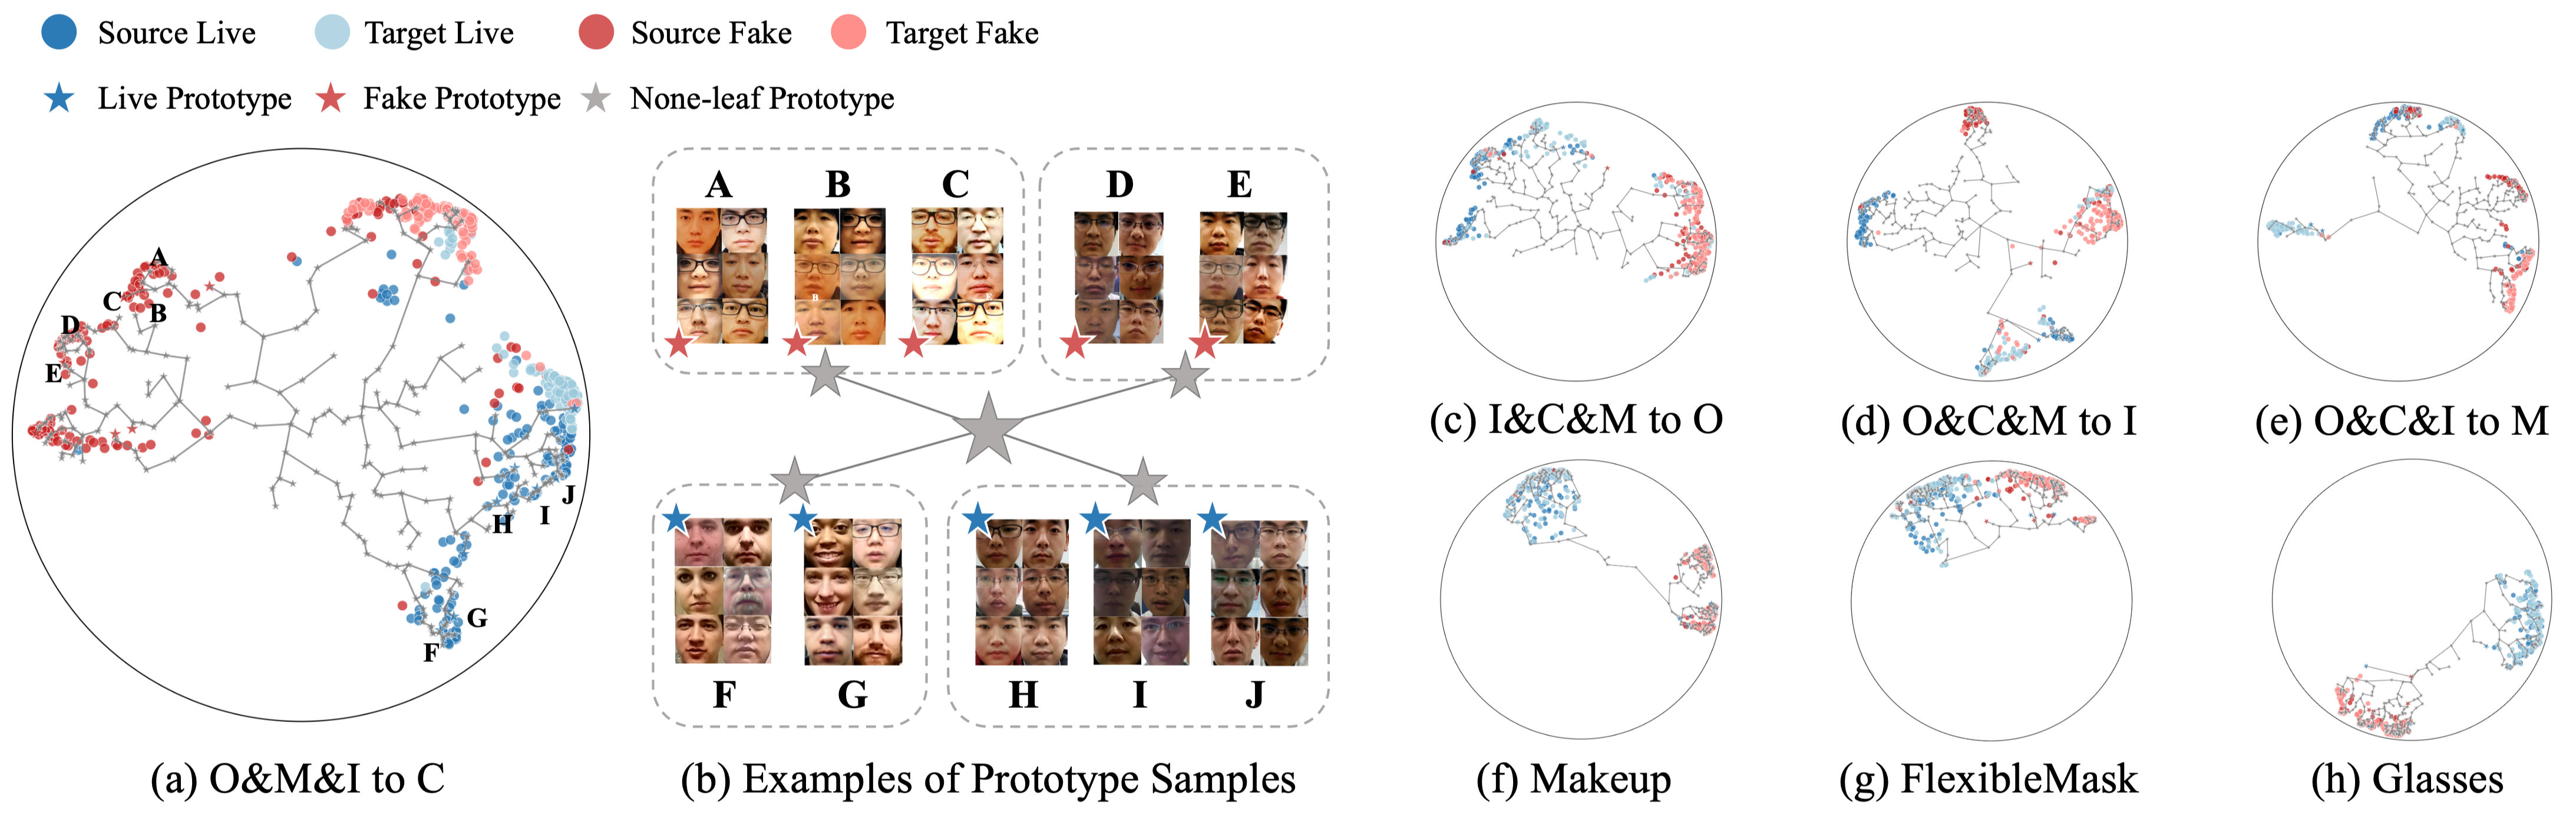 Source Live Target Live Source Fake Target Fake
Live Prototype Fake Prototype None-leaf Prototype
A B C D E
A
C B
D
E
J
H I
G
F
F G H I J
(a) O&M&I to C
(b) Examples of Prototype Samples
(c) I&C&M to O
(d) O&C&M to I
(e) O&C&I to M
(f) Makeup
(g) FlexibleMask
(h) Glasses